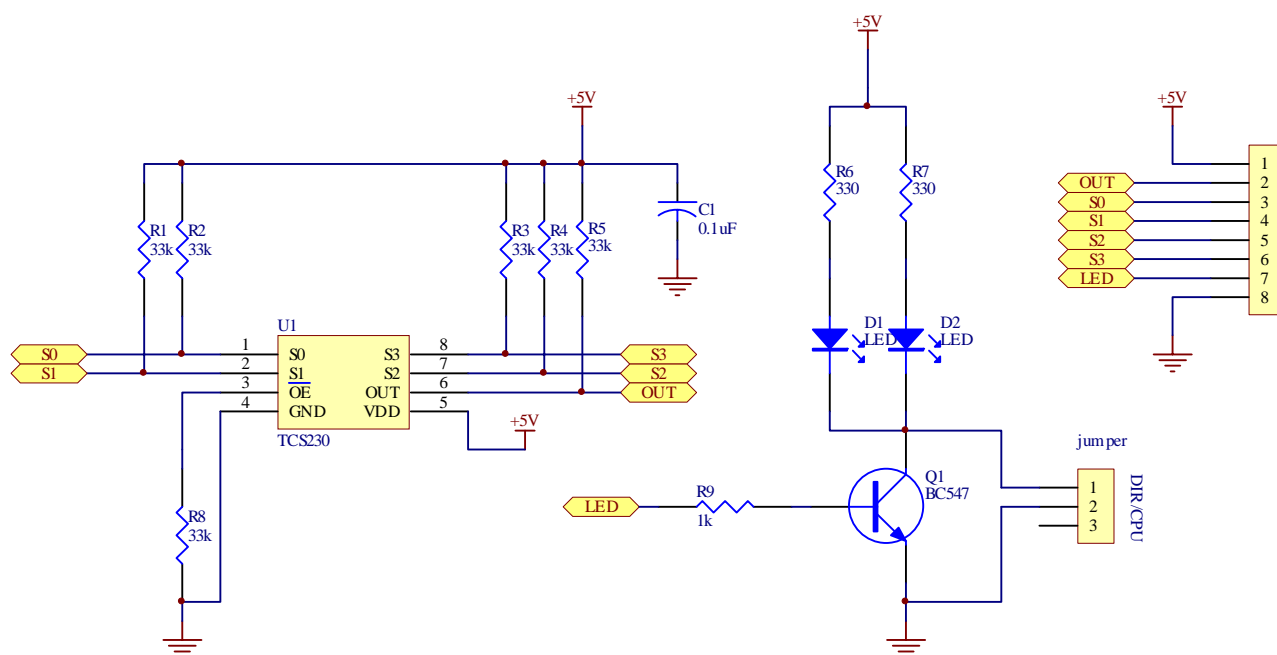 +5V
+5V
+5V
R1
33k
R2
33k
R3
33k
R4
33k
R5
33k
C1
0.1uF
R6
330
R7
330
1
2
3
4
5
6
7
8
OUT
S0
S1
S2
S3
LED
U1
S0
S1
1
2
3
4
S0
S1
OE
GND
S3
S2
OUT
VDD
8
7
6
5
S3
S2
OUT
TCS230
+5V
D1
LED
D2
LED
jumper
1
2
3
DIR/CPU
Q1
BC547
LED
R9
1k
R8
33k